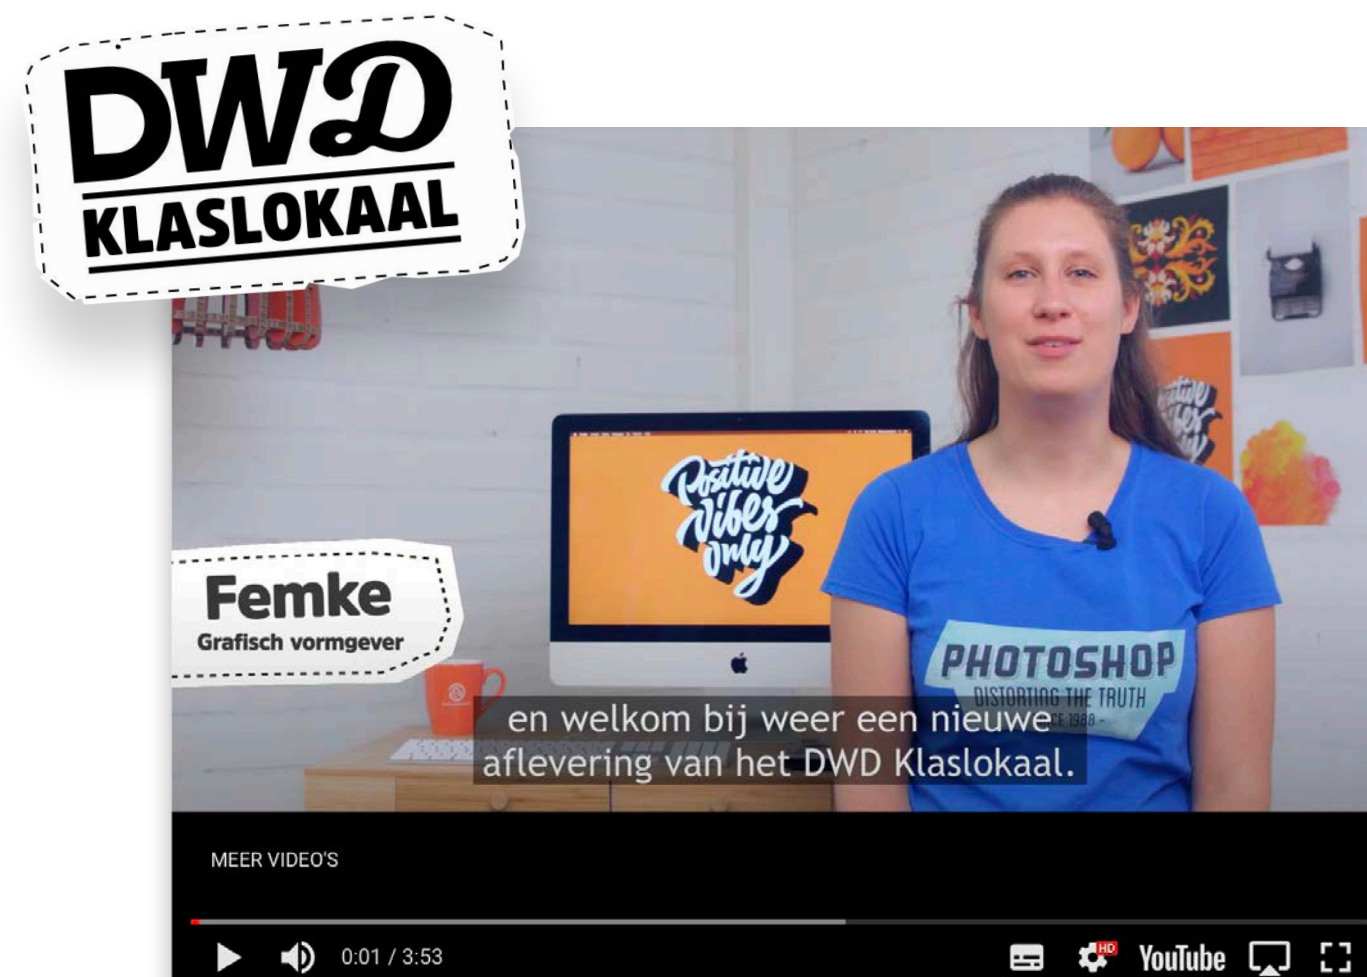 DWD
KLASLOKAAL
Positive
vibes
only
Femke
Grafisch vormgever
PHOTOSHOP
DISTORTING THE TRUTH
1988 -
en welkom bij weer een nieuwe
aflevering van het DWD Klaslokaal.
MEER VIDEO'S
0:01 / 3:53
HD
YouTube